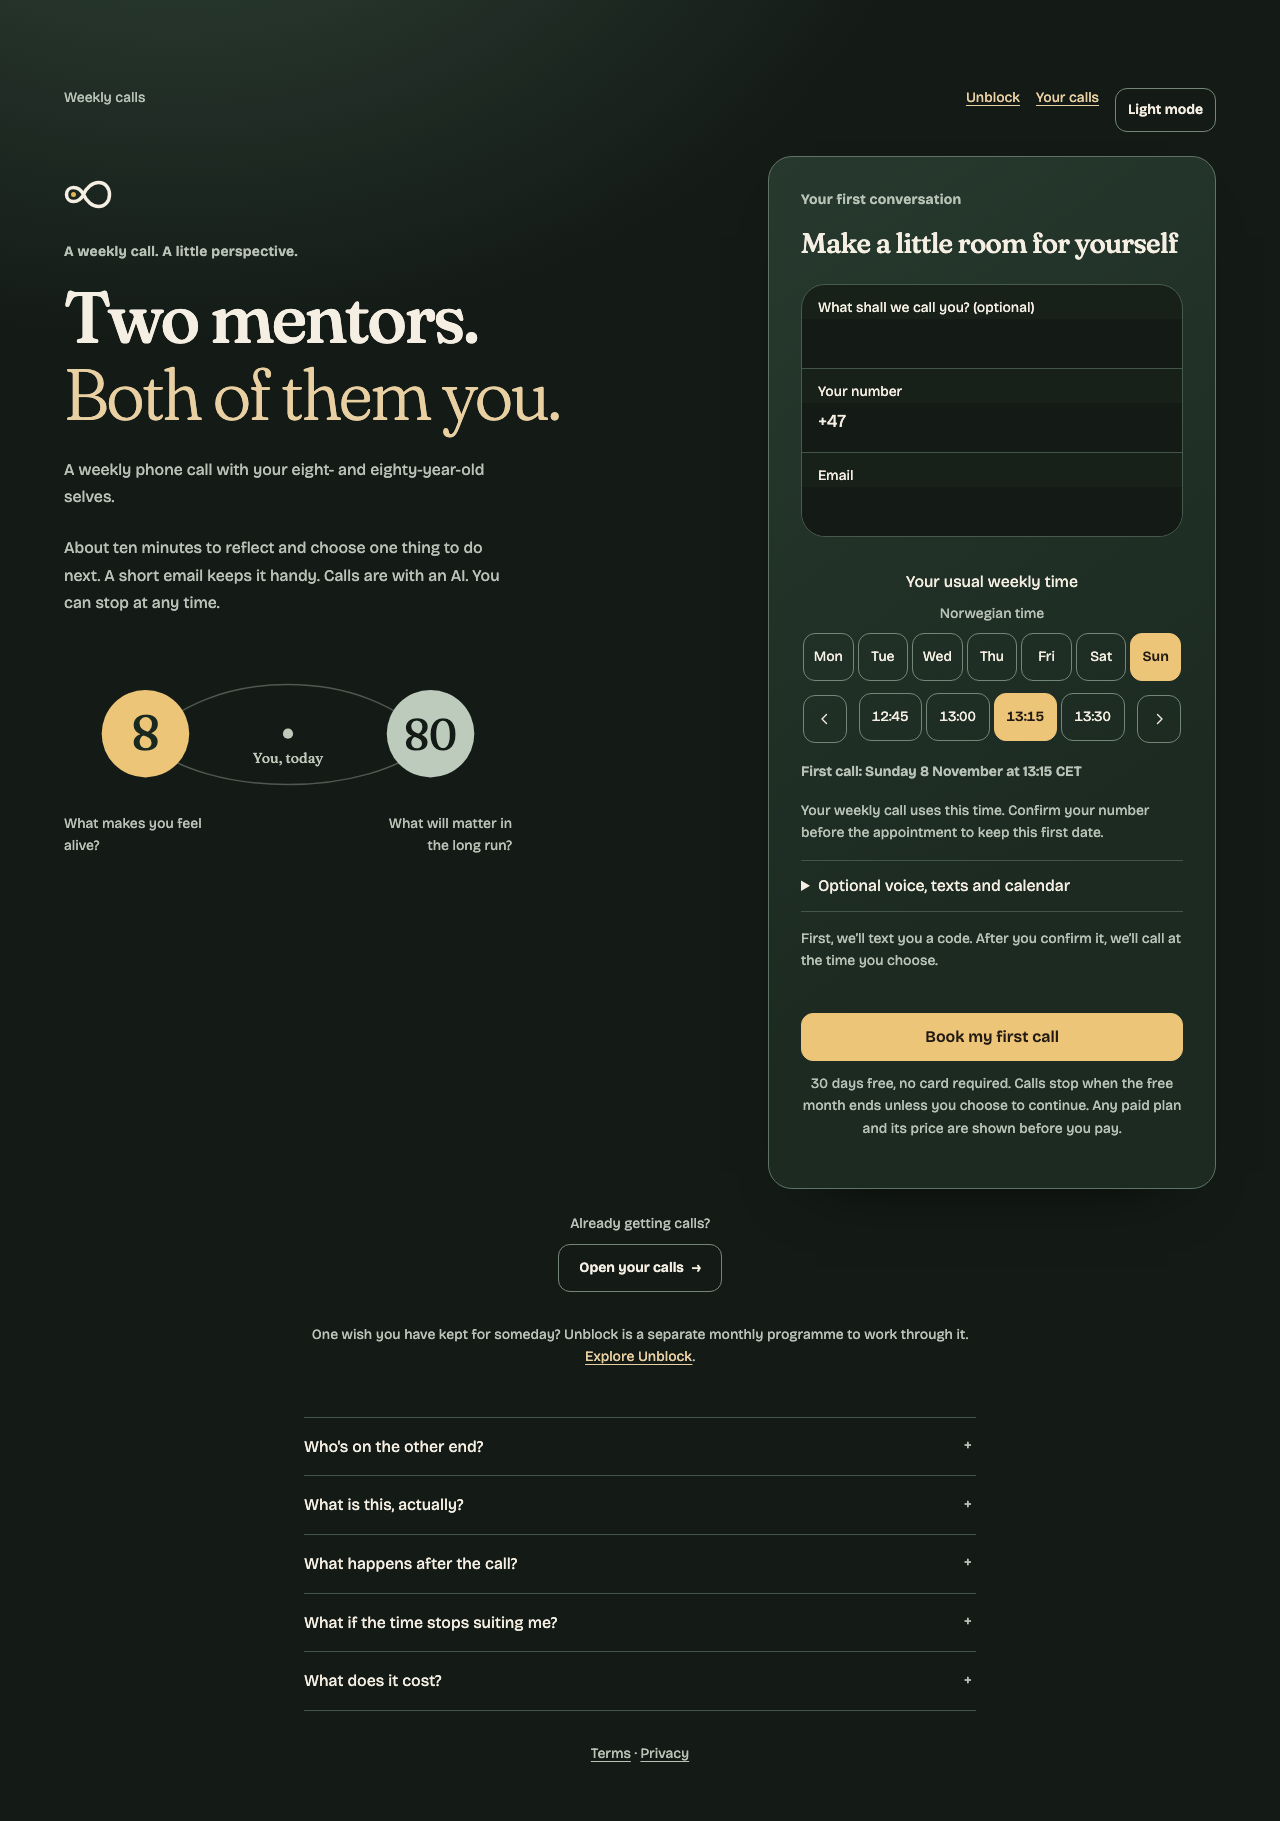 Weekly calls
Unblock
Your calls
Light mode
A weekly call. A little perspective.
Two mentors.
Both of them you.
A weekly phone call with your eight- and eighty-year-old
selves.
About ten minutes to reflect and choose one thing to do
next. A short email keeps it handy. Calls are with an AI. You
can stop at any time.
8
You, today
80
What makes you feel
alive?
What will matter in
the long run?
Your first conversation
Make a little room for yourself
What shall we call you? (optional)
Your number
+47
Email
Your usual weekly time
Norwegian time
Mon Tue Wed Thu Fri Sat Sun
12:45 13:00 13:15 13:30
First call: Sunday 8 November at 13:15 CET
Your weekly call uses this time. Confirm your number
before the appointment to keep this first date.
Optional voice, texts and calendar
First, we'll text you a code. After you confirm it, we'll call at
the time you choose.
Book my first call
30 days free, no card required. Calls stop when the free
month ends unless you choose to continue. Any paid plan
and its price are shown before you pay.
Already getting calls?
Open your calls →
One wish you have kept for someday? Unblock is a separate monthly programme to work through it.
Explore Unblock.
Who's on the other end? +
What is this, actually? +
What happens after the call? +
What if the time stops suiting me? +
What does it cost? +
Terms · Privacy